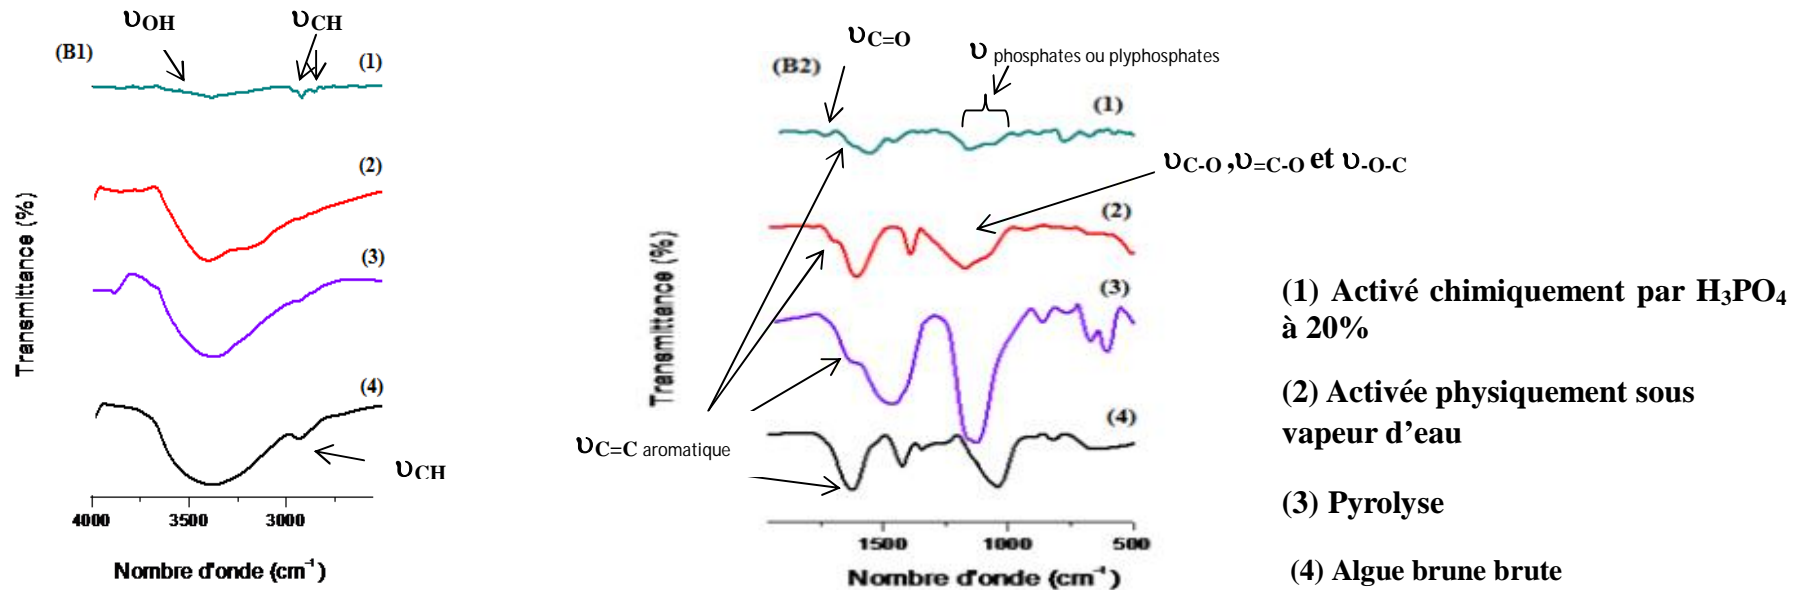 (B1)
υOH
υCH
(1)
(2)
(3)
(4)
υCH
Transmittance (%)
4000 3500 3000
Nombre d'onde (cm⁻¹)
(B2)
υC=O
υ phosphates ou plyphosphates
(1)
υC-O ,υ=C-O et υ-O-C
(2)
(3)
(4)
υC=C aromatique
Transmittance (%)
1500 1000 500
Nombre d'onde (cm⁻¹)
(1) Activé chimiquement par H₃PO₄
à 20%
(2) Activée physiquement sous
vapeur d’eau
(3) Pyrolyse
(4) Algue brune brute